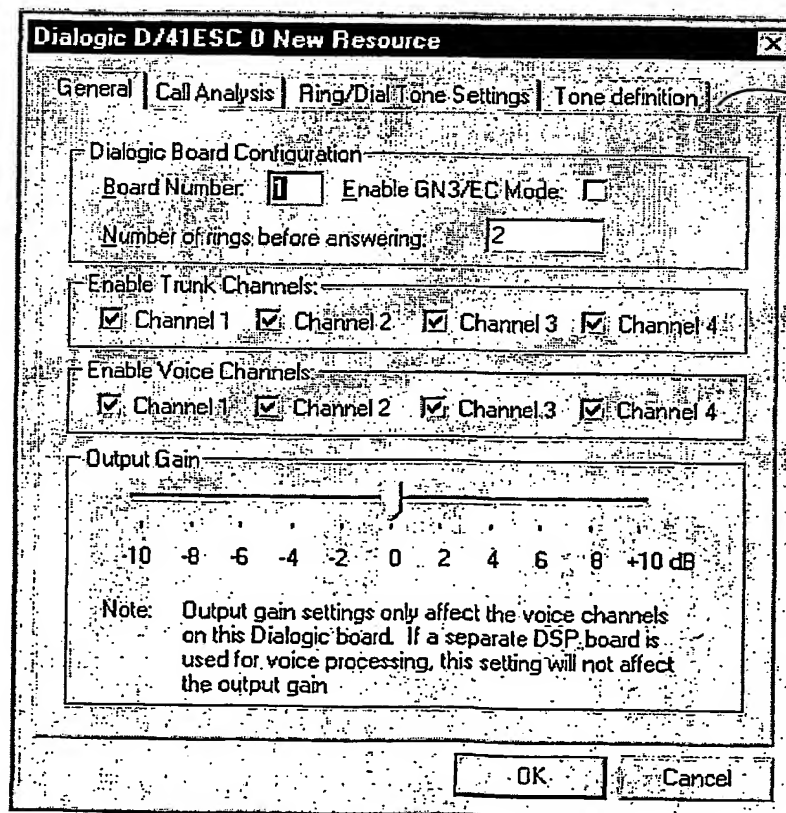 Dialogic D/41ESC 0 New Resource
General Call Analysis Ring/Dial Tone Settings Tone definition
Dialogic Board Configuration
Board Number: 1 Enable GN3/EC Mode:
Number of rings before answering: 2
Enable Trunk Channels:
Channel 1 Channel 2 Channel 3 Channel 4
Enable Voice Channels:
Channel 1 Channel 2 Channel 3 Channel 4
Output Gain
-10 -8 -6 -4 -2 0 2 4 6 8 +10 dB
Note: Output gain settings only affect the voice channels
on this Dialogic board. If a separate DSP board is
used for voice processing, this setting will not affect
the output gain
OK Cancel